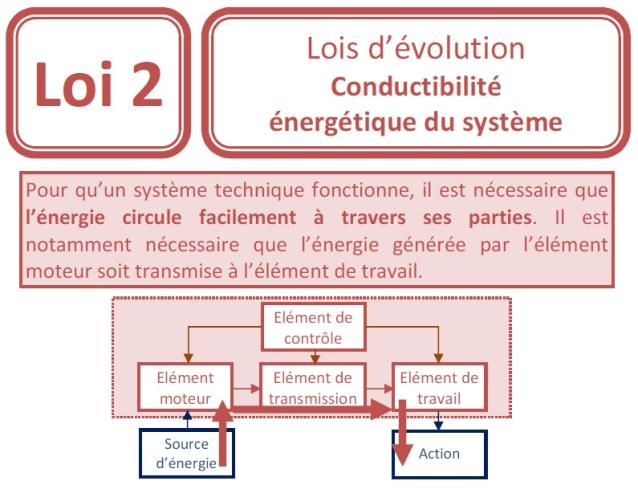 Loi 2
Lois d’évolution
Conductibilité
énergétique du système
Pour qu’un système technique fonctionne, il est nécessaire que
l’énergie circule facilement à travers ses parties. Il est
notamment nécessaire que l’énergie générée par l’élément
moteur soit transmise à l’élément de travail.
Elément de
contrôle
Elément
moteur
Elément de
transmission
Elément de
travail
Source
d’énergie
Action